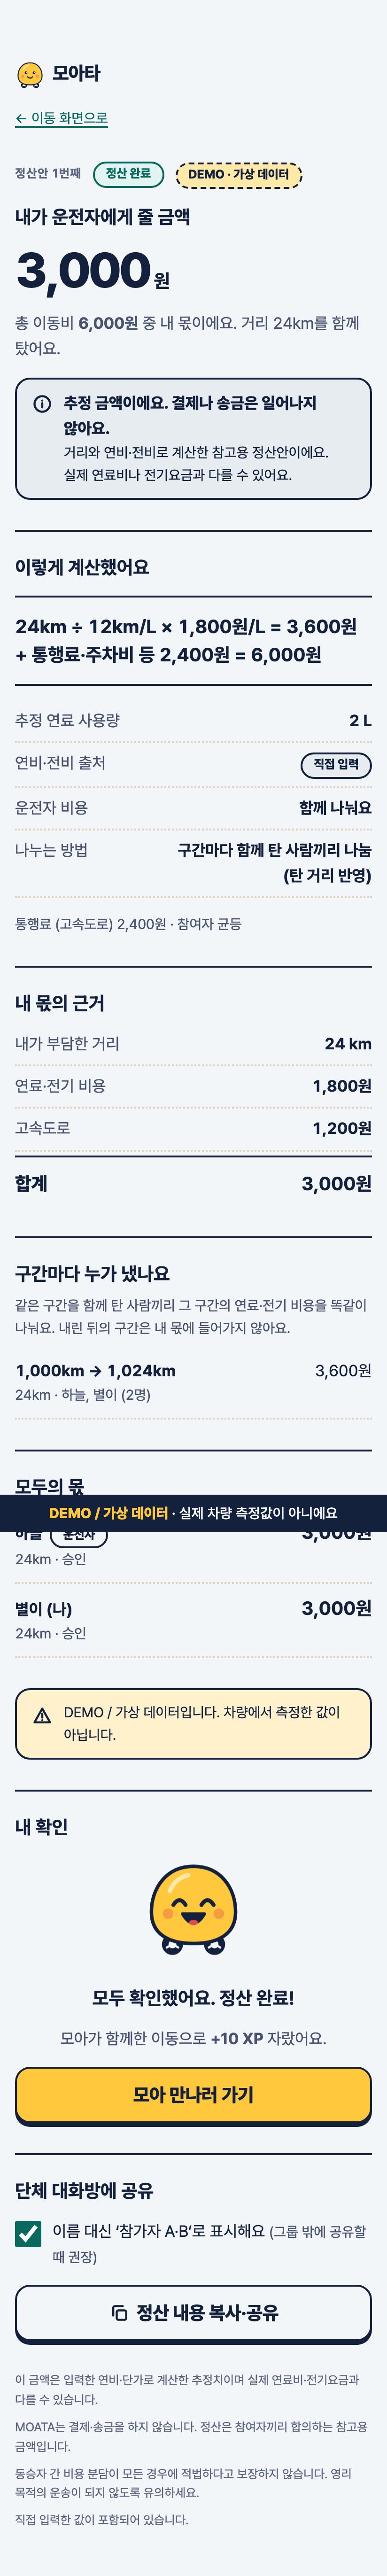 모아타
← 이동 화면으로
정산안 1번째 정산 완료 DEMO · 가상 데이터
내가 운전자에게 줄 금액
3,000원
총 이동비 6,000원 중 내 몫이에요. 거리 24km를 함께
탔어요.
추정 금액이에요. 결제나 송금은 일어나지
않아요.
거리와 연비·전비로 계산한 참고용 정산안이에요.
실제 연료비나 전기요금과 다를 수 있어요.
이렇게 계산했어요
24km ÷ 12km/L × 1,800원/L = 3,600원
+ 통행료·주차비 등 2,400원 = 6,000원
추정 연료 사용량 2 L
연비·전비 출처 직접 입력
운전자 비용 함께 나눠요
나누는 방법 구간마다 함께 탄 사람끼리 나눔
(탄 거리 반영)
통행료 (고속도로) 2,400원 · 참여자 균등
내 몫의 근거
내가 부담한 거리 24 km
연료·전기 비용 1,800원
고속도로 1,200원
합계 3,000원
구간마다 누가 냈나요
같은 구간을 함께 탄 사람끼리 그 구간의 연료·전기 비용을 똑같이
나눠요. 내린 뒤의 구간은 내 몫에 들어가지 않아요.
1,000km → 1,024km 3,600원
24km · 하늘, 별이 (2명)
모두의 몫
DEMO / 가상 데이터 · 실제 차량 측정값이 아니에요
하늘 운전자 3,000원
24km · 승인
별이 (나) 3,000원
24km · 승인
DEMO / 가상 데이터입니다. 차량에서 측정한 값이
아닙니다.
내 확인
모두 확인했어요. 정산 완료!
모아가 함께한 이동으로 +10 XP 자랐어요.
모아 만나러 가기
단체 대화방에 공유
이름 대신 ‘참가자 A·B’로 표시해요 (그룹 밖에 공유할
때 권장)
정산 내용 복사·공유
이 금액은 입력한 연비·단가로 계산한 추정치이며 실제 연료비·전기요금과
다를 수 있습니다.
MOATA는 결제·송금을 하지 않습니다. 정산은 참여자끼리 합의하는 참고용
금액입니다.
동승자 간 비용 분담이 모든 경우에 적법하다고 보장하지 않습니다. 영리
목적의 운송이 되지 않도록 유의하세요.
직접 입력한 값이 포함되어 있습니다.